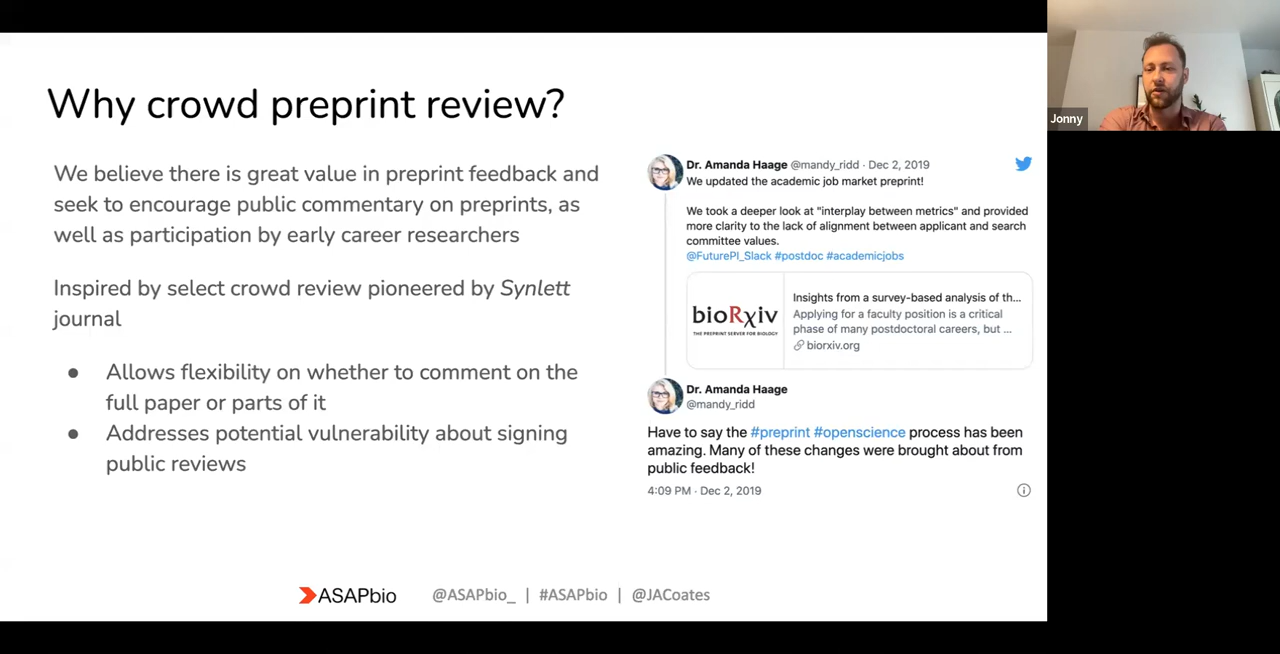 Why crowd preprint review?
We believe there is great value in preprint feedback and
seek to encourage public commentary on preprints, as
well as participation by early career researchers
Inspired by select crowd review pioneered by Synlett
journal
● Allows flexibility on whether to comment on the
full paper or parts of it
● Addresses potential vulnerability about signing
public reviews
Dr. Amanda Haage @mandy_ridd · Dec 2, 2019
We updated the academic job market preprint!
We took a deeper look at "interplay between metrics" and provided
more clarity to the lack of alignment between applicant and search
committee values.
@FuturePI_Slack #postdoc #academicjobs
bioRxiv
THE PREPRINT SERVER FOR BIOLOGY
Insights from a survey-based analysis of th...
Applying for a faculty position is a critical
phase of many postdoctoral careers, but ...
biorxiv.org
Dr. Amanda Haage
@mandy_ridd
Have to say the #preprint #openscience process has been
amazing. Many of these changes were brought about from
public feedback!
4:09 PM · Dec 2, 2019
ASAPbio @ASAPbio_ | #ASAPbio | @JACoates
Jonny